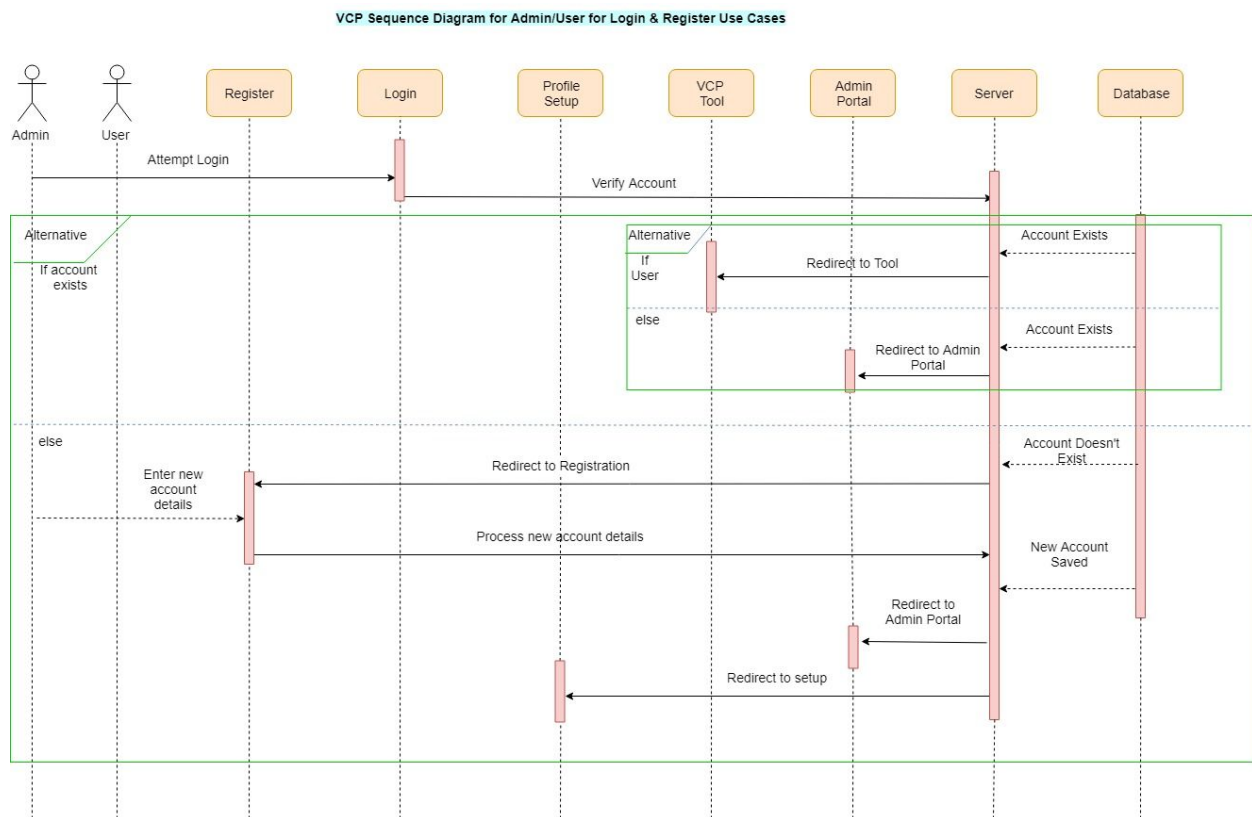 VCP Sequence Diagram for Admin/User for Login & Register Use Cases
Admin
User
Register
Login
Profile
Setup
VCP
Tool
Admin
Portal
Server
Database
Attempt Login
Verify Account
Alternative
If account
exists
Alternative
If
User
Account Exists
Redirect to Tool
else
Account Exists
Redirect to Admin
Portal
else
Account Doesn't
Exist
Redirect to Registration
Enter new
account
details
Process new account details
New Account
Saved
Redirect to
Admin Portal
Redirect to setup